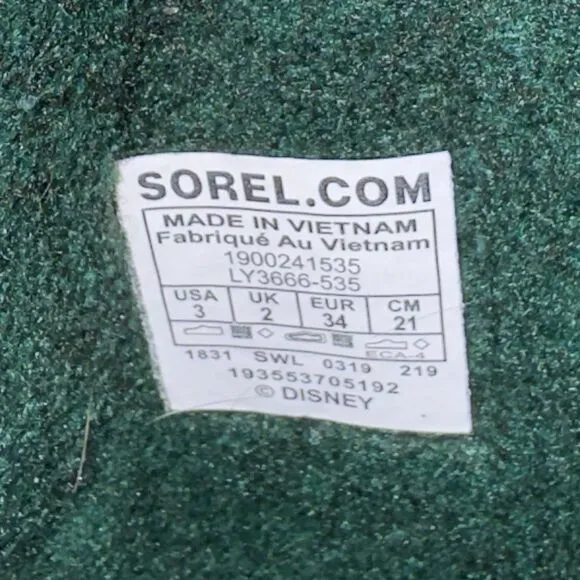 SOREL.COM
MADE IN VIETNAM
Fabriqué Au Vietnam
1900241535
LY3666-535
USA UK EUR CM
3 2 34 21
ECA-4
1831 SWL 0319 219
193553705192
© DISNEY